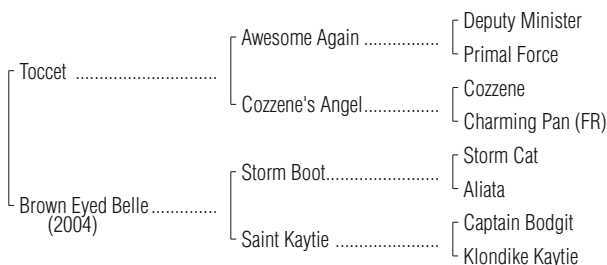 Deputy Minister
Awesome Again ................
Primal Force
Toccet ..............................
Cozzene
Cozzene's Angel................
Charming Pan (FR)
Storm Cat
Storm Boot........................
Aliata
Brown Eyed Belle..............
(2004)
Captain Bodgit
Saint Kaytie ......................
Klondike Kaytie